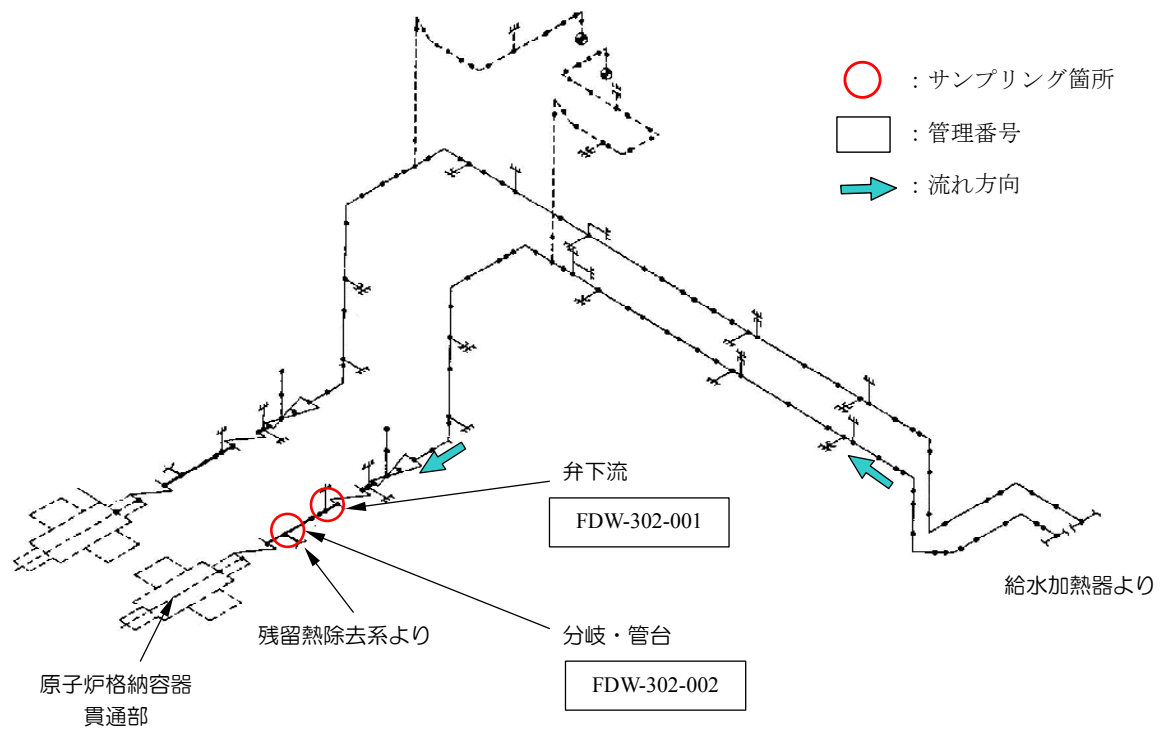 ：サンプリング箇所
：管理番号
：流れ方向
弁下流
FDW-302-001
給水加熱器より
残留熱除去系より
分岐・管台
FDW-302-002
原子炉格納容器
貫通部